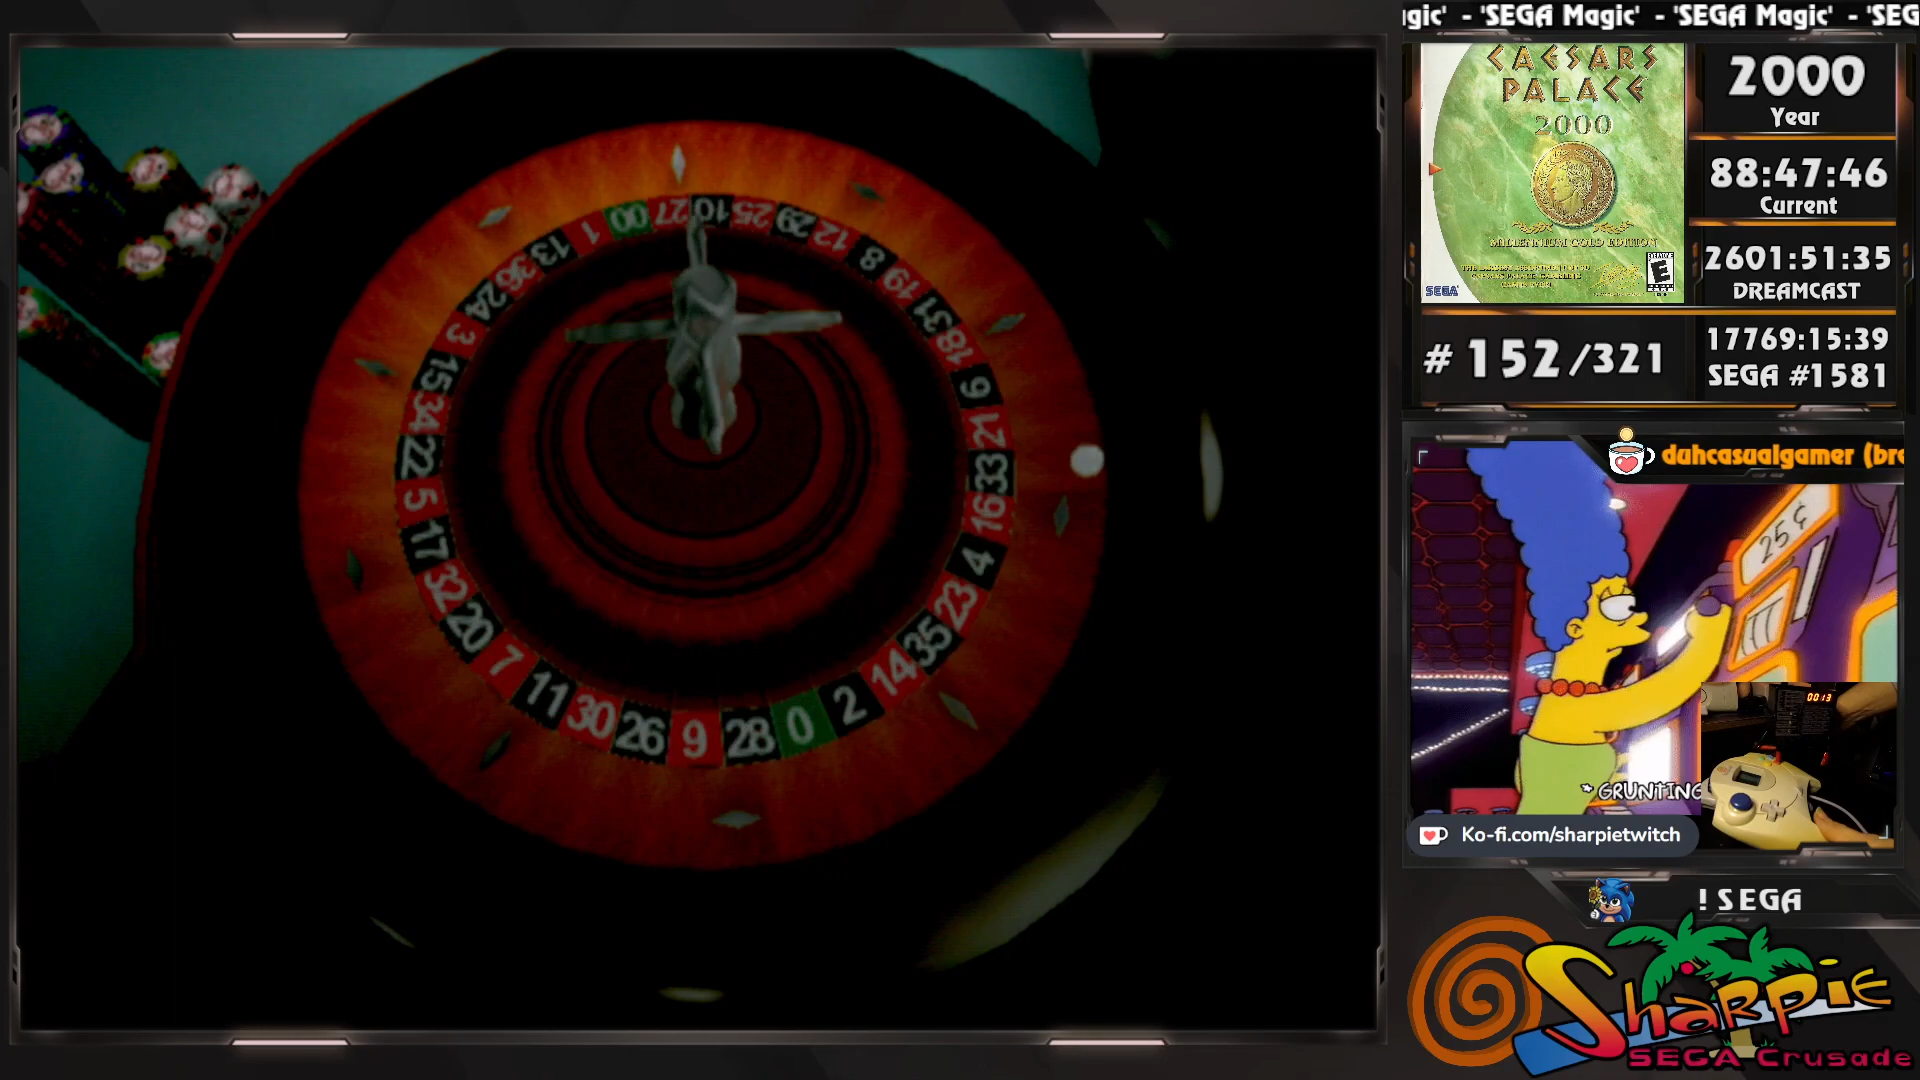 gic' - 'SEGA Magic' - 'SEGA Magic' - 'SEG
CAESARS
PALACE
2000
MILLENNIUM GOLD EDITION
SEGA
E
2000
Year
88:47:46
Current
2601:51:35
DREAMCAST
# 152/321
17769:15:39
SEGA #1581
duhcasualgamer (bre
25¢
00 13
* GRUNTING
Ko-fi.com/sharpietwitch
!SEGA
Sharpie
SEGA Crusade
00 27 10 25 29 12 8 19 31 18 6 21 33 16 4 23 35 14 2 0 28 9 26 30 11 7 20 32 17 5 22 34 15 3 24 36 13 1